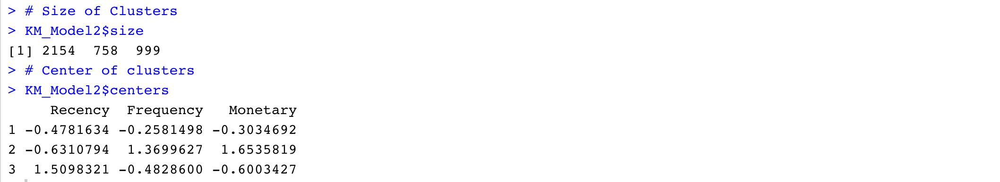 > # Size of Clusters
> KM_Model2$size
[1] 2154  758  999
> # Center of clusters
> KM_Model2$centers
     Recency  Frequency   Monetary
1 -0.4781634 -0.2581498 -0.3034692
2 -0.6310794  1.3699627  1.6535819
3  1.5098321 -0.4828600 -0.6003427